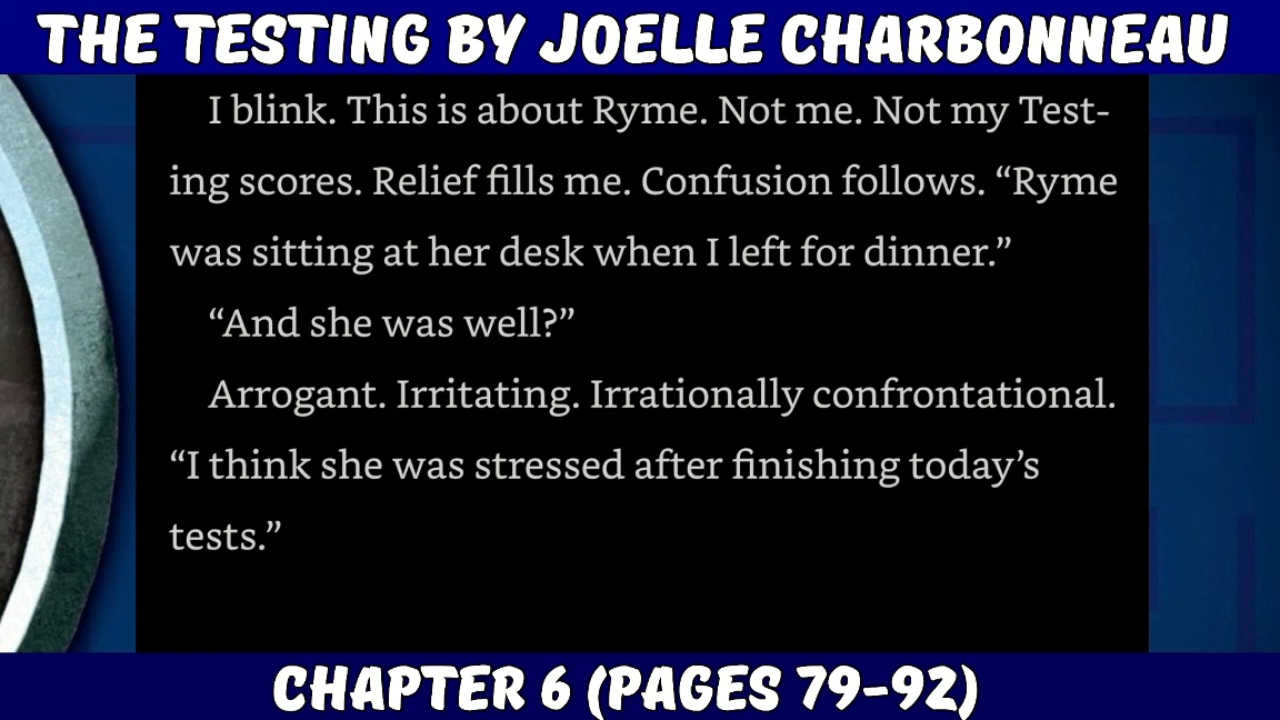 THE TESTING BY JOELLE CHARBONNEAU
I blink. This is about Ryme. Not me. Not my Test-
ing scores. Relief fills me. Confusion follows. “Ryme
was sitting at her desk when I left for dinner.”
“And she was well?”
Arrogant. Irritating. Irrationally confrontational.
“I think she was stressed after finishing today’s
tests.”
CHAPTER 6 (PAGES 79-92)